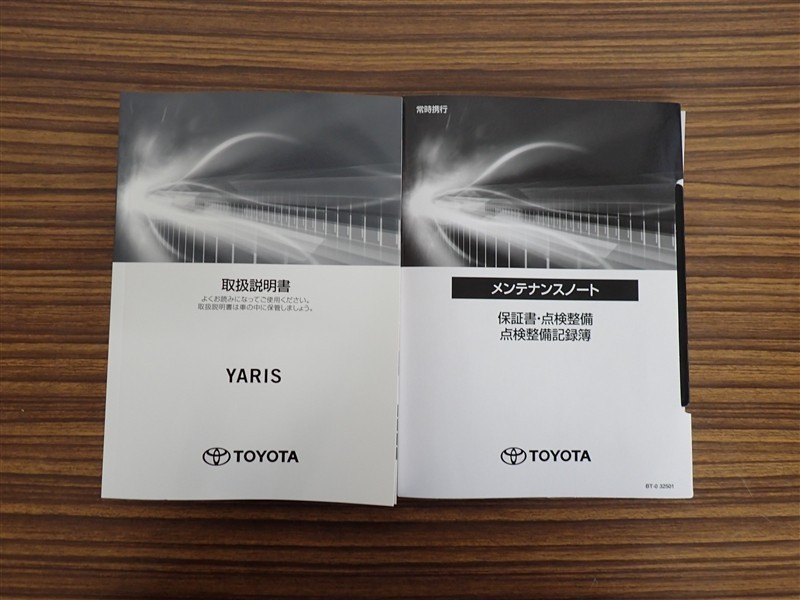 取扱説明書
よくお読みになってご使用ください。
取扱説明書は車の中に保管しましょう。
YARIS
TOYOTA
常時携行
メンテナンスノート
保証書・点検整備
点検整備記録簿
TOYOTA
BT-0 32501